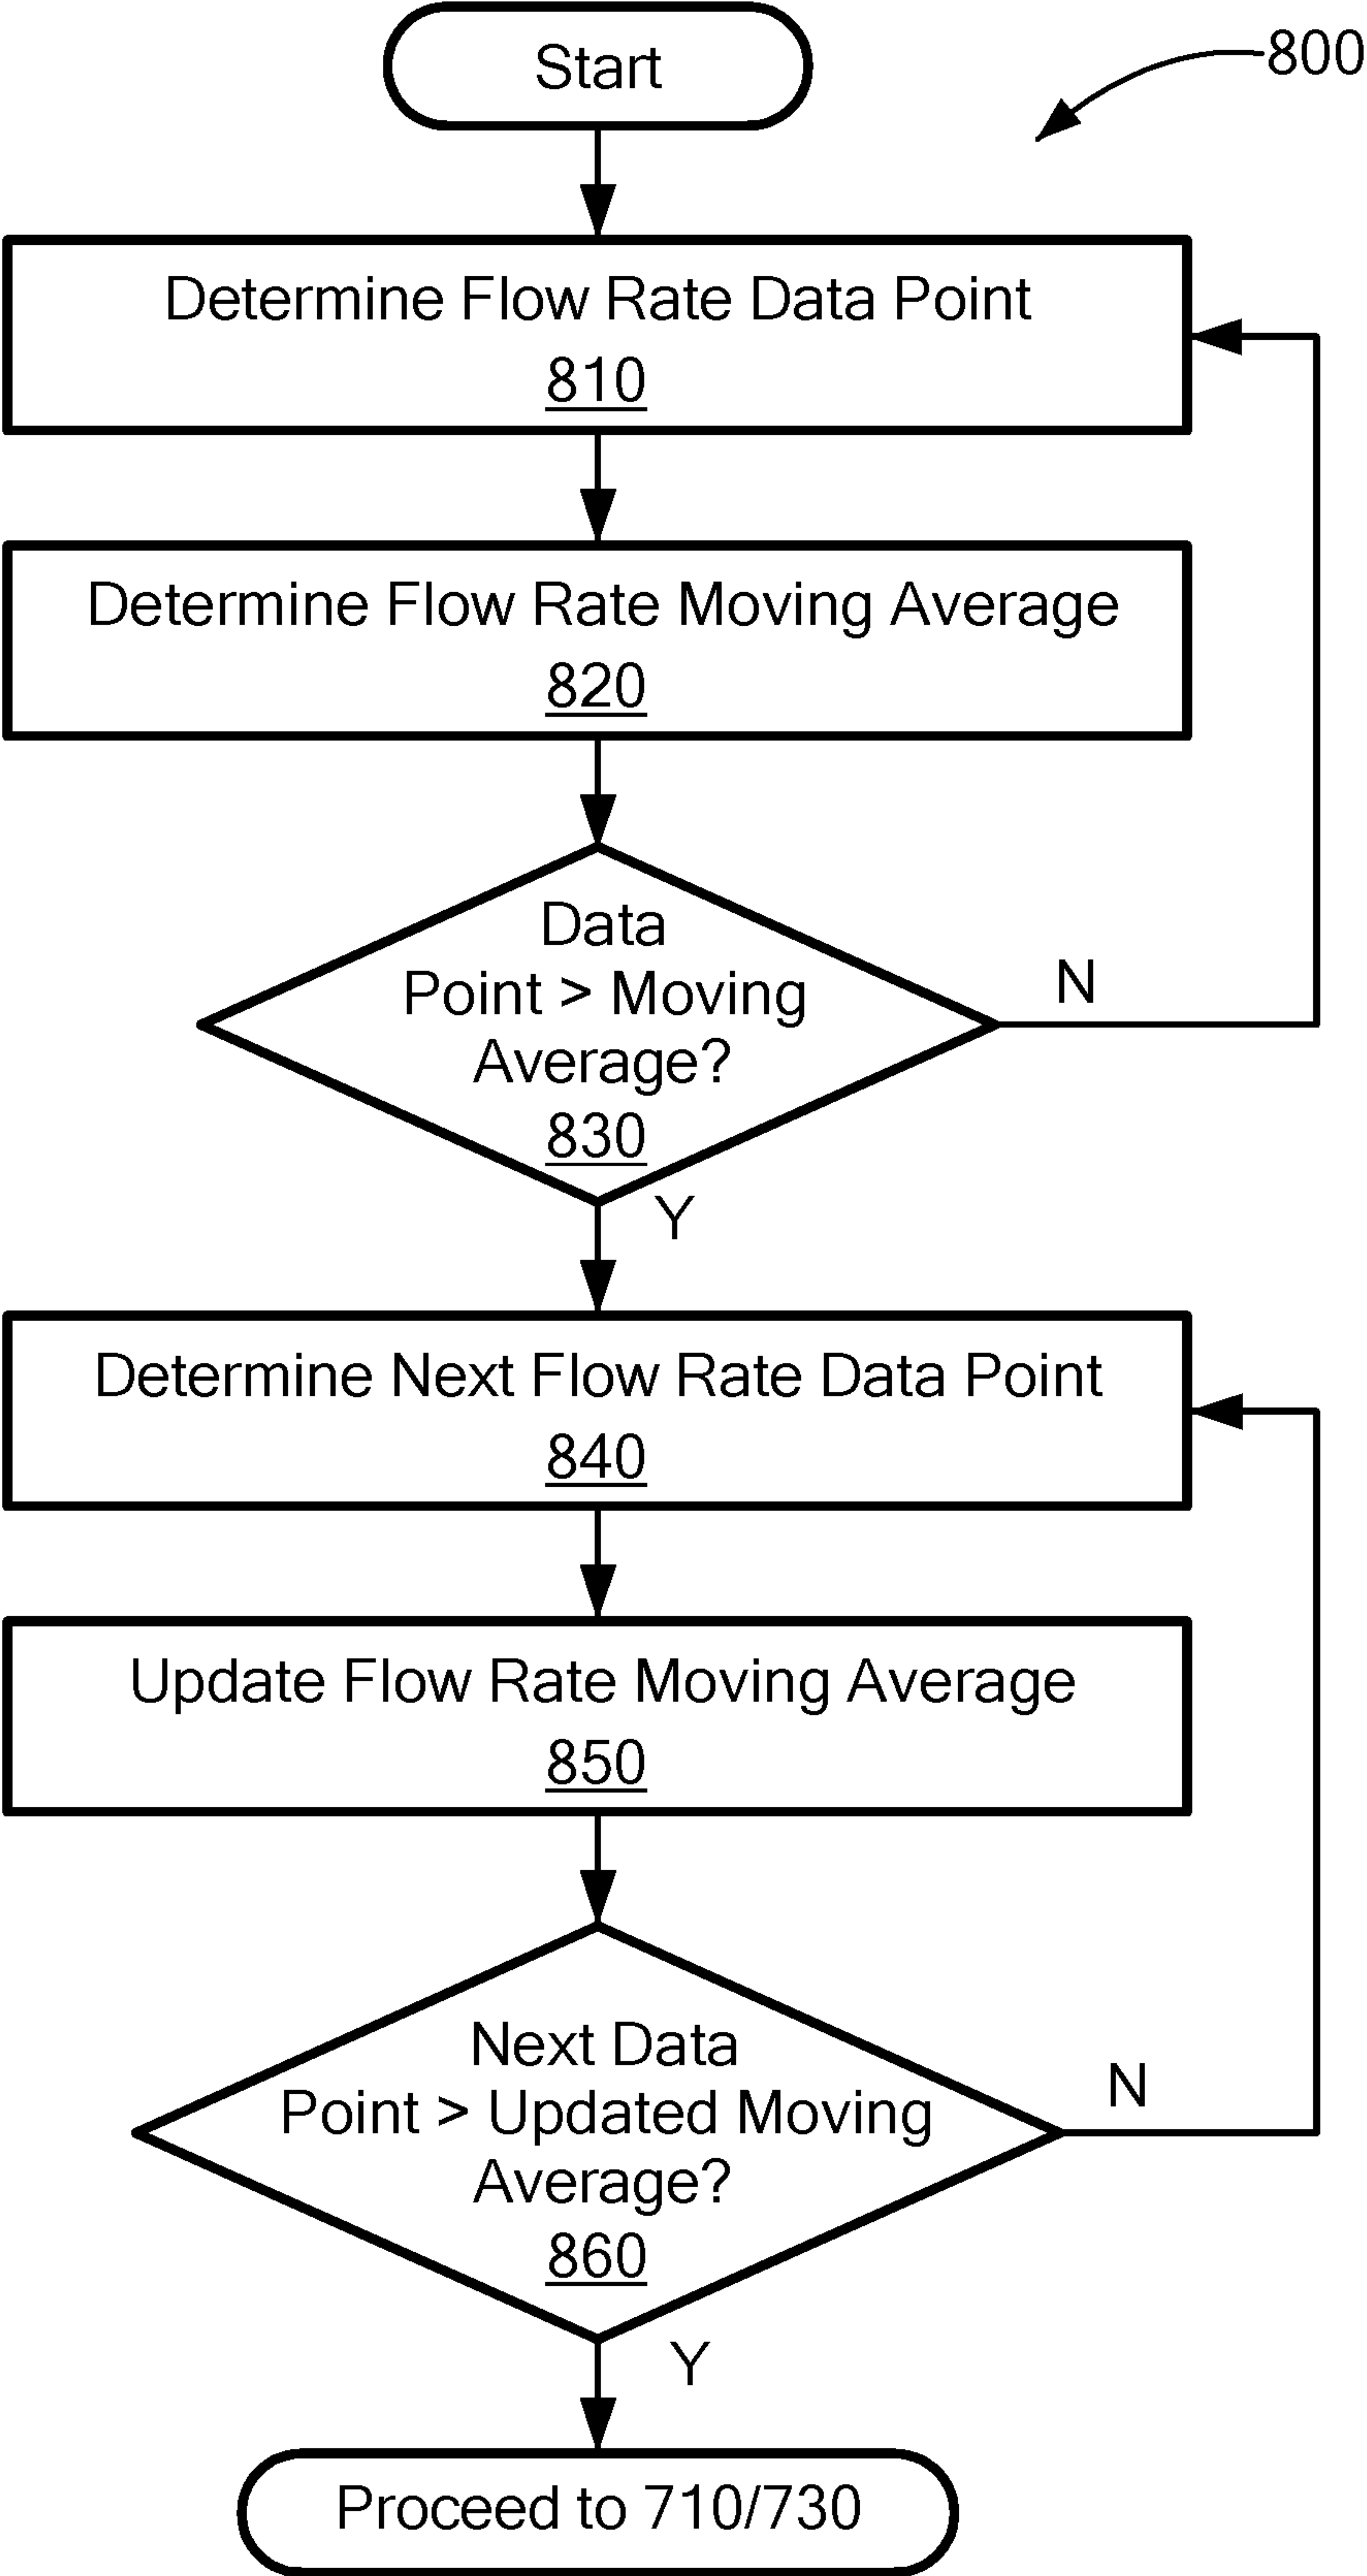 Start
800
Determine Flow Rate Data Point
810
Determine Flow Rate Moving Average
820
Data
Point > Moving
Average?
830
N
Y
Determine Next Flow Rate Data Point
840
Update Flow Rate Moving Average
850
Next Data
Point > Updated Moving
Average?
860
N
Y
Proceed to 710/730